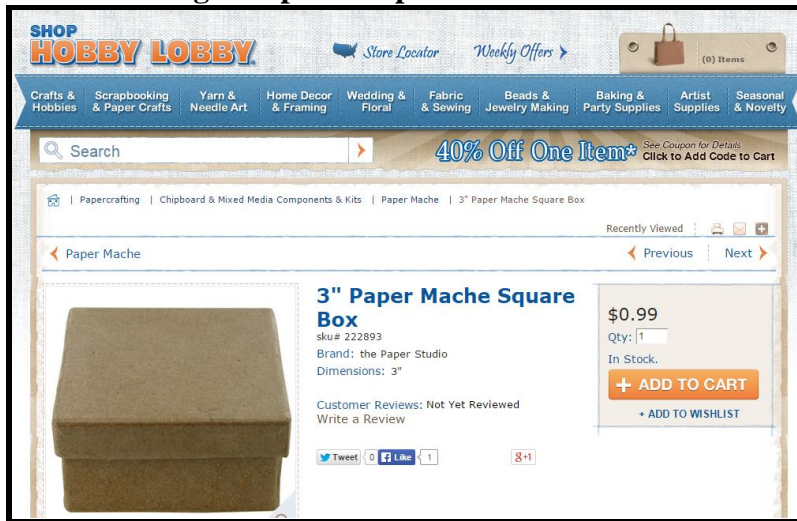 SHOP
HOBBY LOBBY
Store Locator
Weekly Offers
(0) Items
Crafts & Hobbies
Scrapbooking & Paper Crafts
Yarn & Needle Art
Home Decor & Framing
Wedding & Floral
Fabric & Sewing
Beads & Jewelry Making
Baking & Party Supplies
Artist Supplies
Seasonal & Novelty
Search
40% Off One Item*
See Coupon for Details
Click to Add Code to Cart
| Papercrafting | Chipboard & Mixed Media Components & Kits | Paper Mache | 3" Paper Mache Square Box
Recently Viewed
Paper Mache
Previous
Next
3" Paper Mache Square
Box
sku# 222893
Brand: the Paper Studio
Dimensions: 3"
Customer Reviews: Not Yet Reviewed
Write a Review
Tweet 0 Like 1
g+1
$0.99
Qty: 1
In Stock.
+ ADD TO CART
+ ADD TO WISHLIST